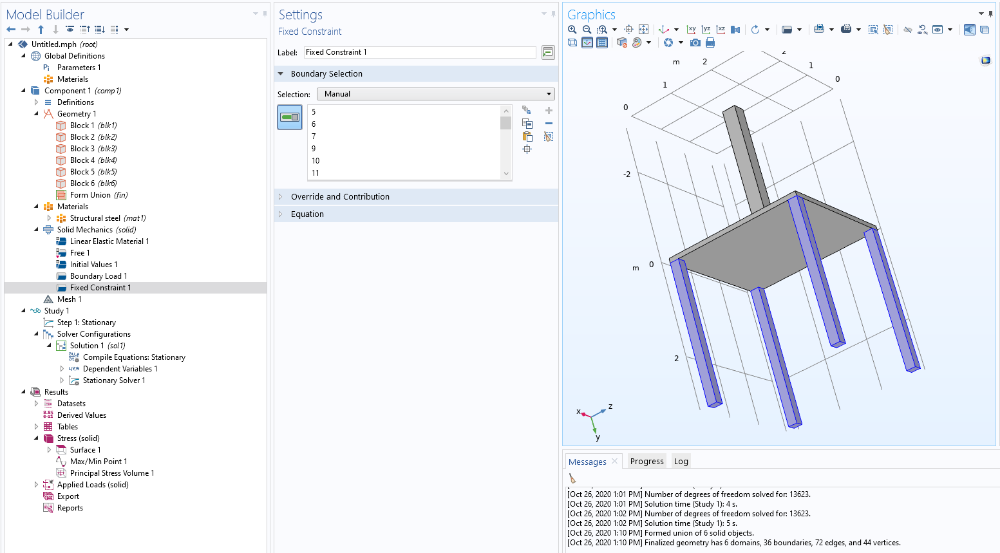 Model Builder
Untitled.mph (root)
Global Definitions
Pi Parameters 1
Materials
Component 1 (comp1)
Definitions
Geometry 1
Block 1 (blk1)
Block 2 (blk2)
Block 3 (blk3)
Block 4 (blk4)
Block 5 (blk5)
Block 6 (blk6)
Form Union (fin)
Materials
Structural steel (mat1)
Solid Mechanics (solid)
Linear Elastic Material 1
Free 1
Initial Values 1
Boundary Load 1
Fixed Constraint 1
Mesh 1
Study 1
Step 1: Stationary
Solver Configurations
Solution 1 (sol1)
Compile Equations: Stationary
u,v,w Dependent Variables 1
Stationary Solver 1
Results
Datasets
8.85 e-12 Derived Values
Tables
Stress (solid)
Surface 1
Max/Min Point 1
Principal Stress Volume 1
Applied Loads (solid)
Export
Reports
Settings
Fixed Constraint
Label: Fixed Constraint 1
Boundary Selection
Selection: Manual
5
6
7
9
10
11
Override and Contribution
Equation
Graphics
xy yz xz
m 2 2 1
1 0
0
-2
m 0
2
x z
y
Messages Progress Log
[Oct 26, 2020 1:01 PM] Number of degrees of freedom solved for: 13623.
[Oct 26, 2020 1:01 PM] Solution time (Study 1): 4 s.
[Oct 26, 2020 1:02 PM] Number of degrees of freedom solved for: 13623.
[Oct 26, 2020 1:02 PM] Solution time (Study 1): 5 s.
[Oct 26, 2020 1:10 PM] Formed union of 6 solid objects.
[Oct 26, 2020 1:10 PM] Finalized geometry has 6 domains, 36 boundaries, 72 edges, and 44 vertices.